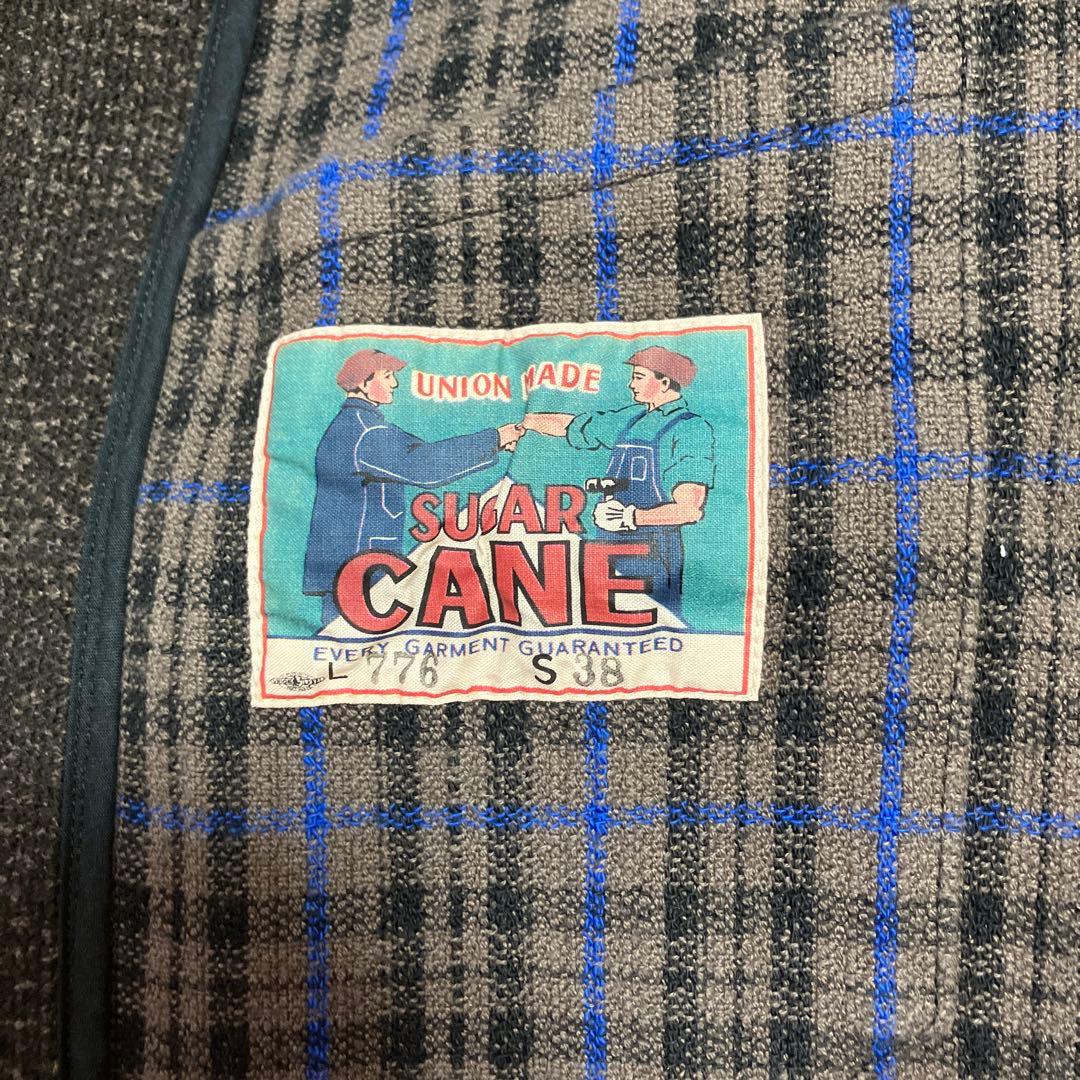 UNION MADE
SUGAR
CANE
EVERY GARMENT GUARANTEED
L 776 S 38